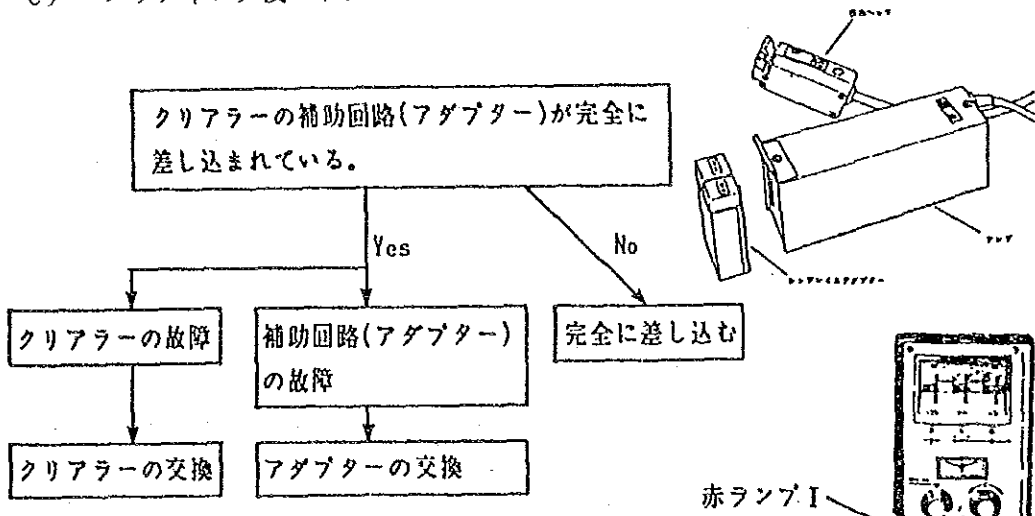 クリアラーの補助回路(アダプター)が完全に
差し込まれている。
Yes
No
クリアラーの故障
補助回路(アダプター)
の故障
完全に差し込む
クリアラーの交換
アダプターの交換
アンプ
赤ランプI